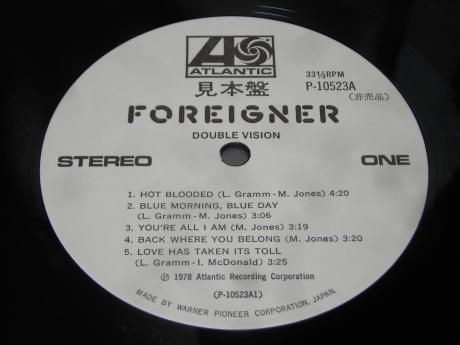 ATLANTIC
33⅓RPM
P-10523A
見本盤
(非売品)
FOREIGNER
DOUBLE VISION
STEREO
ONE
1. HOT BLOODED (L. Gramm - M. Jones) 4:20
2. BLUE MORNING, BLUE DAY
(L. Gramm - M. Jones) 3:06
3. YOU'RE ALL I AM (M. Jones) 3:19
4. BACK WHERE YOU BELONG (M. Jones) 3:20
5. LOVE HAS TAKEN ITS TOLL
(L. Gramm - I. McDonald) 3:25
Ⓟ 1978 Atlantic Recording Corporation
(P-10523A1)
MADE BY WARNER PIONEER CORPORATION, JAPAN.